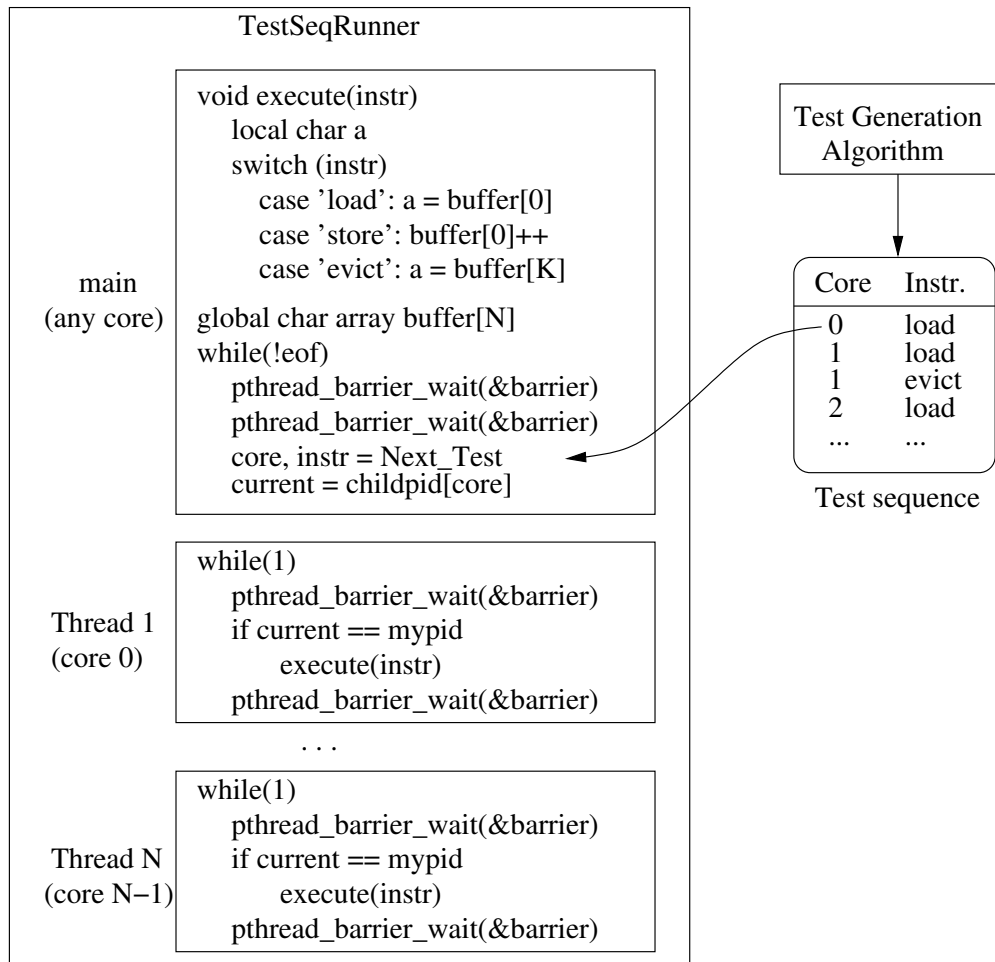 TestSeqRunner
main
(any core)
void execute(instr)
local char a
switch (instr)
case ’load’: a = buffer[0]
case ’store’: buffer[0]++
case ’evict’: a = buffer[K]
global char array buffer[N]
while(!eof)
pthread_barrier_wait(&barrier)
pthread_barrier_wait(&barrier)
core, instr = Next_Test
current = childpid[core]
Thread 1
(core 0)
while(1)
pthread_barrier_wait(&barrier)
if current == mypid
execute(instr)
pthread_barrier_wait(&barrier)
. . .
Thread N
(core N−1)
while(1)
pthread_barrier_wait(&barrier)
if current == mypid
execute(instr)
pthread_barrier_wait(&barrier)
Test Generation
Algorithm
Core Instr.
0 load
1 load
1 evict
2 load
... ...
Test sequence